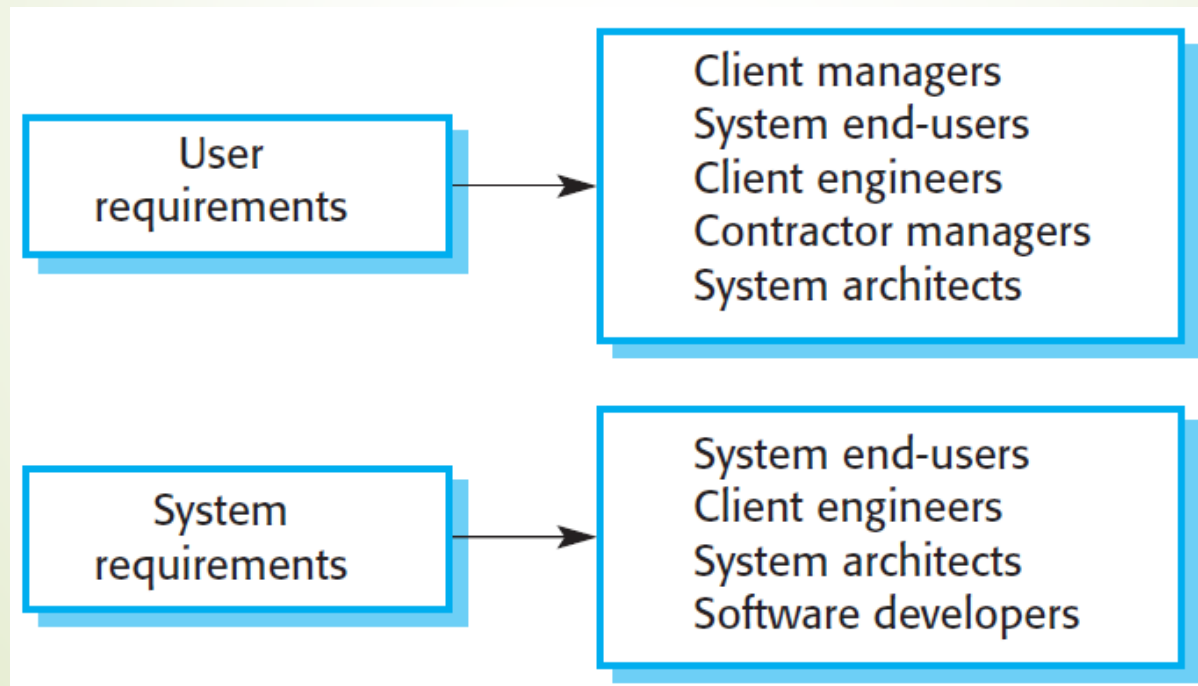 User
requirements
Client managers
System end-users
Client engineers
Contractor managers
System architects
System
requirements
System end-users
Client engineers
System architects
Software developers